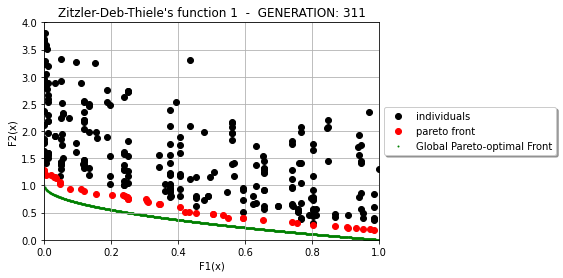 Zitzler-Deb-Thiele's function 1 - GENERATION: 311
F2(x)
4.0
3.5
3.0
2.5
2.0
1.5
1.0
0.5
0.0
0.0 0.2 0.4 0.6 0.8 1.0
F1(x)
individuals
pareto front
Global Pareto-optimal Front